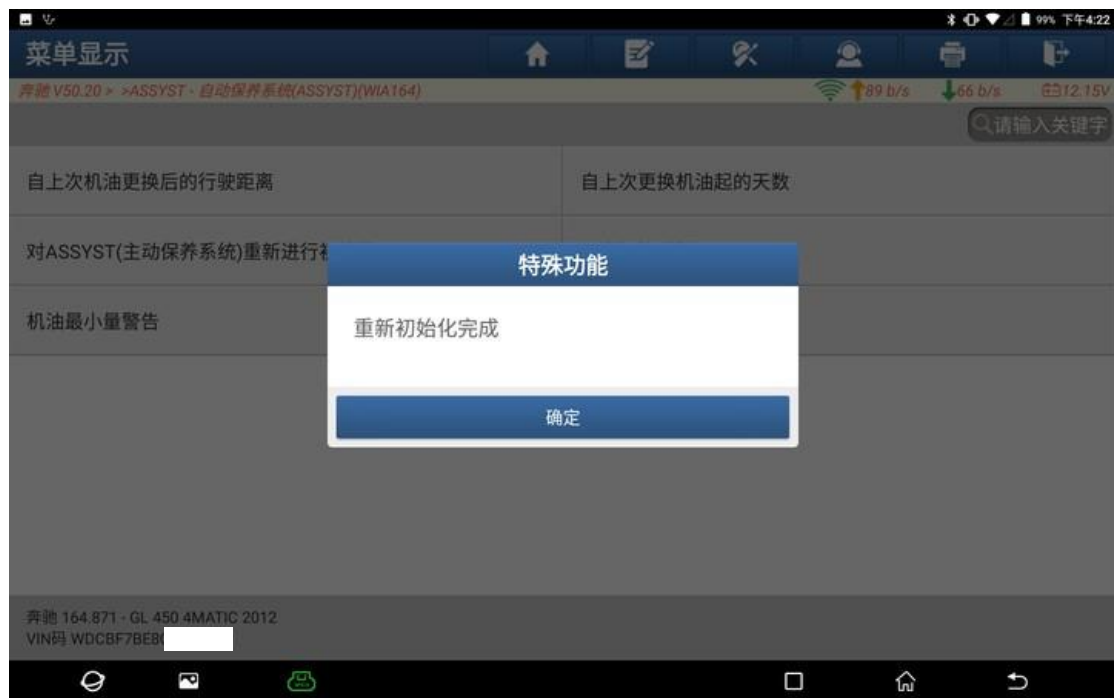 99% 下午4:22
菜单显示
奔驰 V50.20 > >ASSYST - 自动保养系统(ASSYST)(WIA164)
89 b/s
66 b/s
12.15V
请输入关键字
自上次机油更换后的行驶距离
自上次更换机油起的天数
对ASSYST(主动保养系统)重新进行
机油最小量警告
特殊功能
重新初始化完成
确定
奔驰 164.871 - GL 450 4MATIC 2012
VIN码 WDCBF7BE8